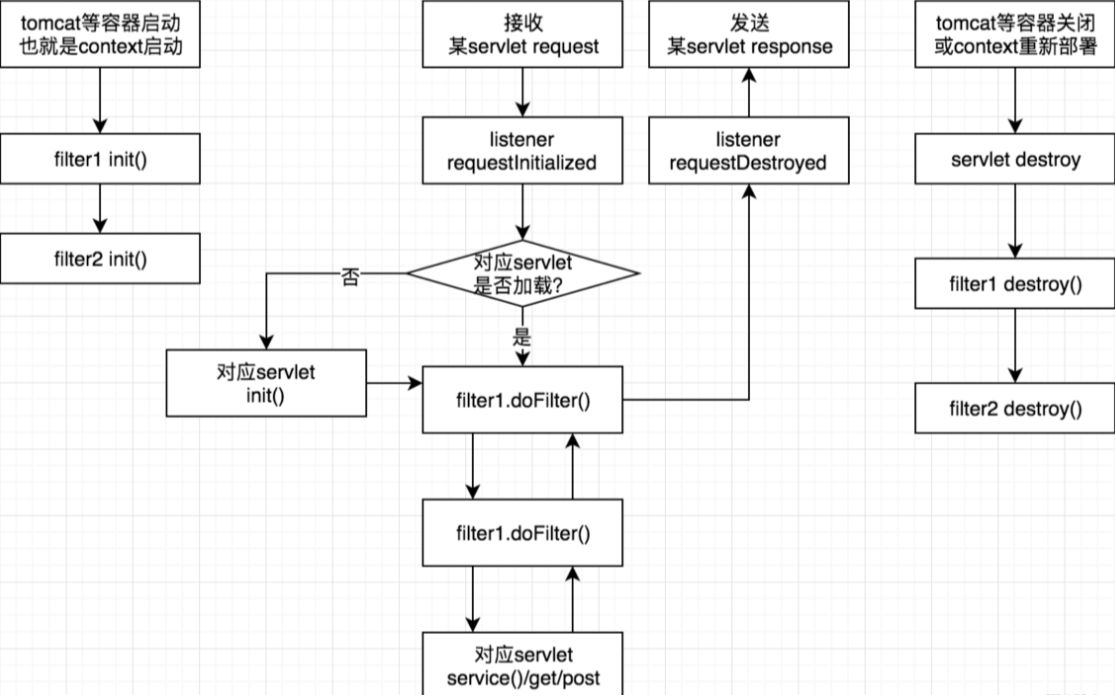 tomcat等容器启动
也就是context启动
filter1 init()
filter2 init()
接收
某servlet request
listener
requestInitialized
对应servlet
是否加载?
否
是
对应servlet
init()
filter1.doFilter()
filter1.doFilter()
对应servlet
service()/get/post
发送
某servlet response
listener
requestDestroyed
tomcat等容器关闭
或context重新部署
servlet destroy
filter1 destroy()
filter2 destroy()